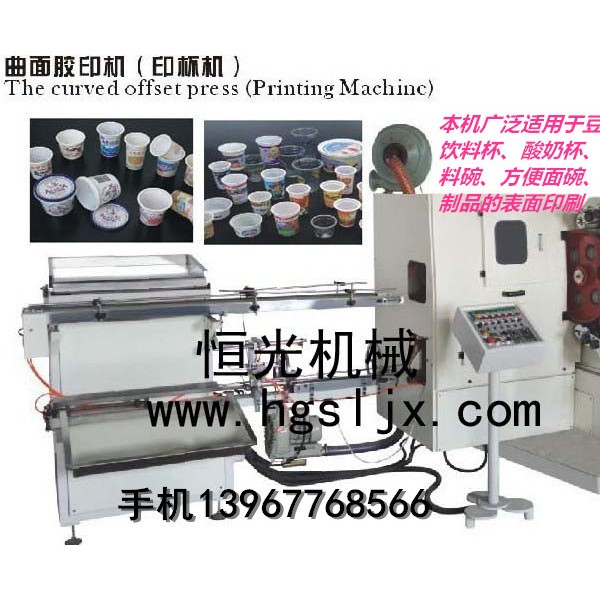 曲面胶印机（印杯机）
The curved offset press (Printing Machine)
本机广泛适用于豆
饮料杯、酸奶杯、
料碗、方便面碗、
制品的表面印刷
恒光机械
www.hgsljx.com
手机13967768566